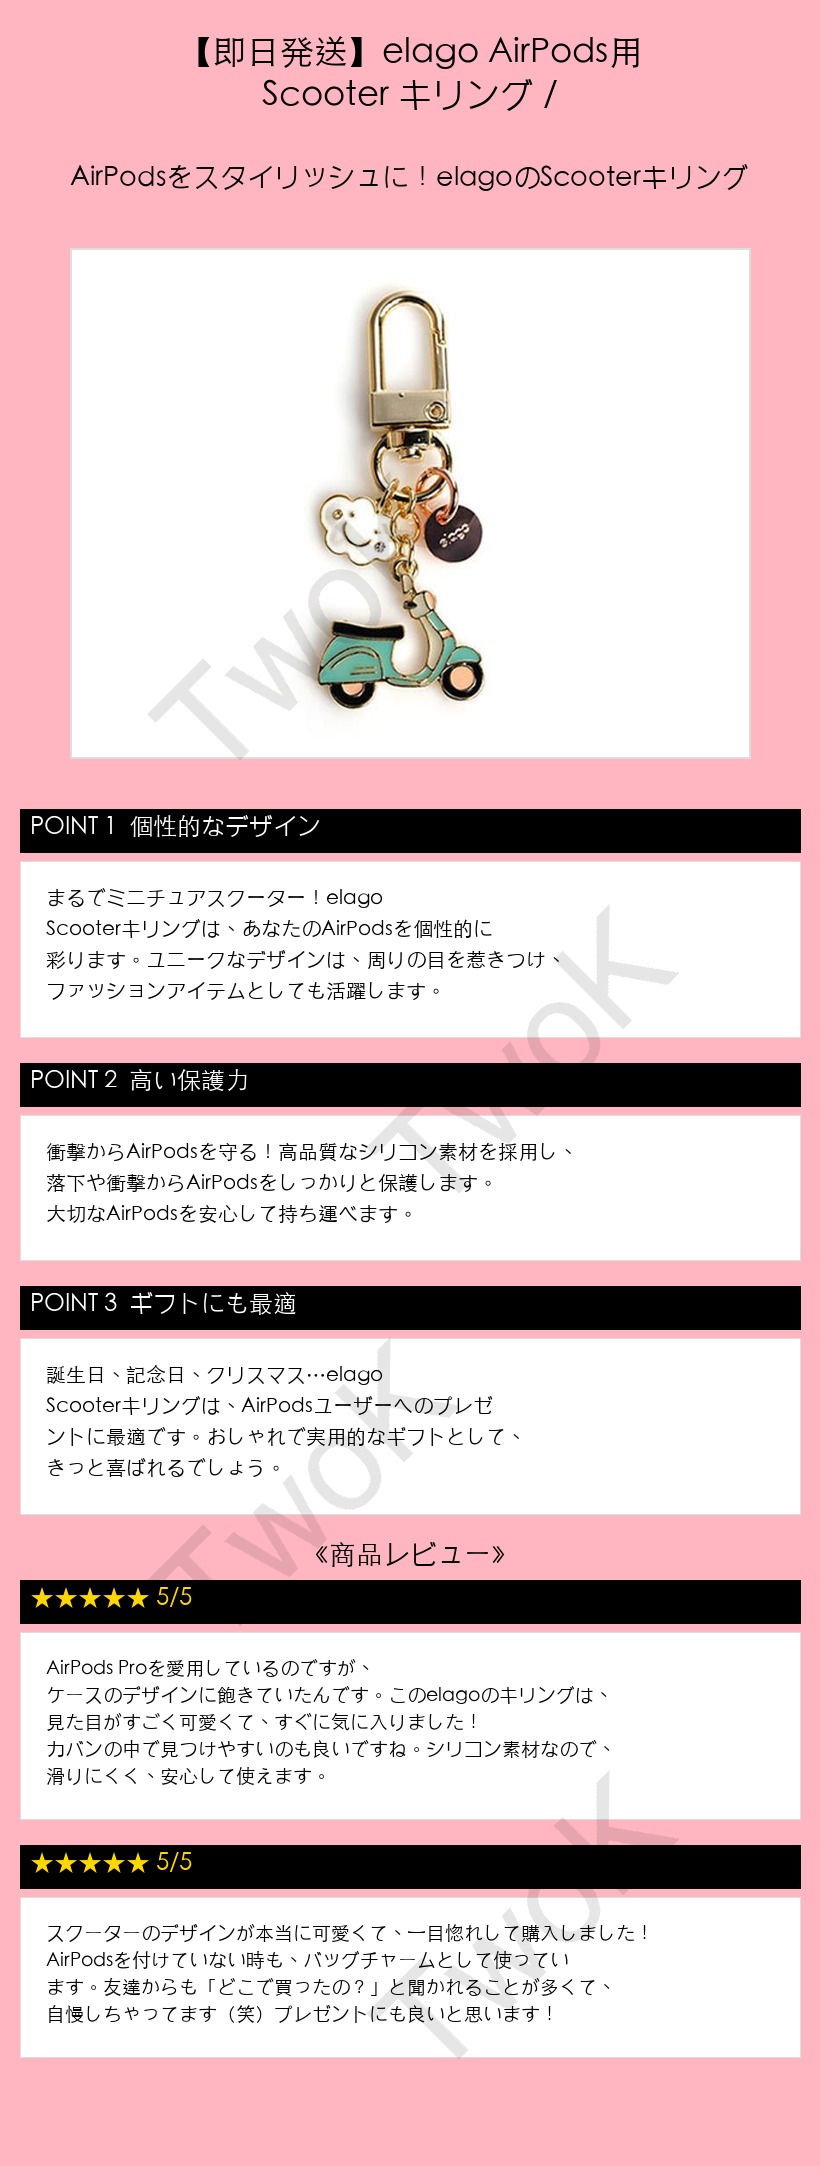 【即日発送】elago AirPods用
Scooter キリング /
AirPodsをスタイリッシュに！elagoのScooterキリング
elago
TwoK
POINT 1 個性的なデザイン
まるでミニチュアスクーター！elago
Scooterキリングは、あなたのAirPodsを個性的に
彩ります。ユニークなデザインは、周りの目を惹きつけ、
ファッションアイテムとしても活躍します。
TwoK
POINT 2 高い保護力
衝撃からAirPodsを守る！高品質なシリコン素材を採用し、
落下や衝撃からAirPodsをしっかりと保護します。
大切なAirPodsを安心して持ち運べます。
POINT 3 ギフトにも最適
誕生日、記念日、クリスマス…elago
Scooterキリングは、AirPodsユーザーへのプレゼ
ントに最適です。おしゃれで実用的なギフトとして、
きっと喜ばれるでしょう。
TwoK
《商品レビュー》
★★★★★ 5/5
AirPods Proを愛用しているのですが、
ケースのデザインに飽きていたんです。このelagoのキリングは、
見た目がすごく可愛くて、すぐに気に入りました！
カバンの中で見つけやすいのも良いですね。シリコン素材なので、
滑りにくく、安心して使えます。
TwoK
★★★★★ 5/5
スクーターのデザインが本当に可愛くて、一目惚れして購入しました！
AirPodsを付けていない時も、バッグチャームとして使ってい
ます。友達からも「どこで買ったの？」と聞かれることが多くて、
自慢しちゃってます（笑）プレゼントにも良いと思います！